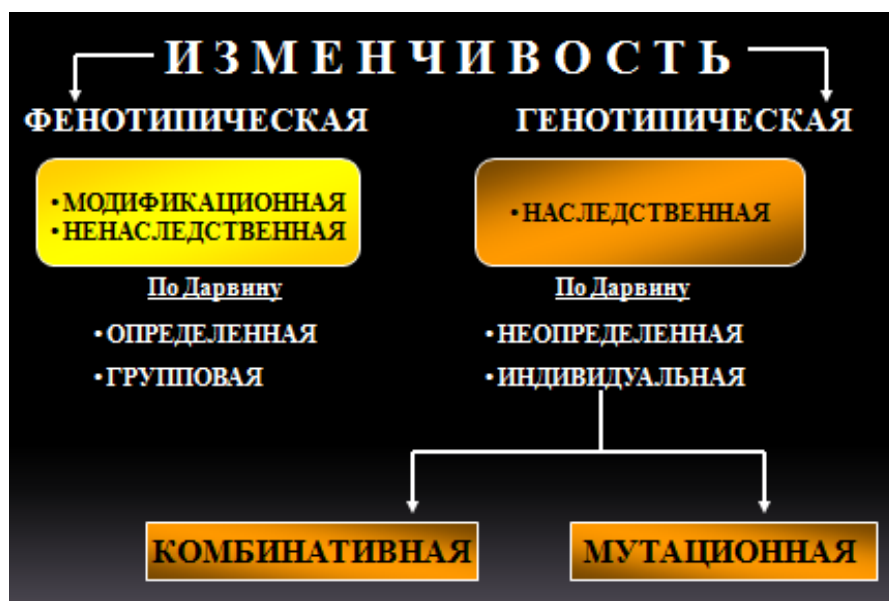 ИЗМЕНЧИВОСТЬ
ФЕНОТИПИЧЕСКАЯ
•МОДИФИКАЦИОННАЯ
•НЕНАСЛЕДСТВЕННАЯ
По Дарвину
•ОПРЕДЕЛЕННАЯ
•ГРУППОВАЯ
ГЕНОТИПИЧЕСКАЯ
•НАСЛЕДСТВЕННАЯ
По Дарвину
•НЕОПРЕДЕЛЕННАЯ
•ИНДИВИДУАЛЬНАЯ
КОМБИНАТИВНАЯ
МУТАЦИОННАЯ